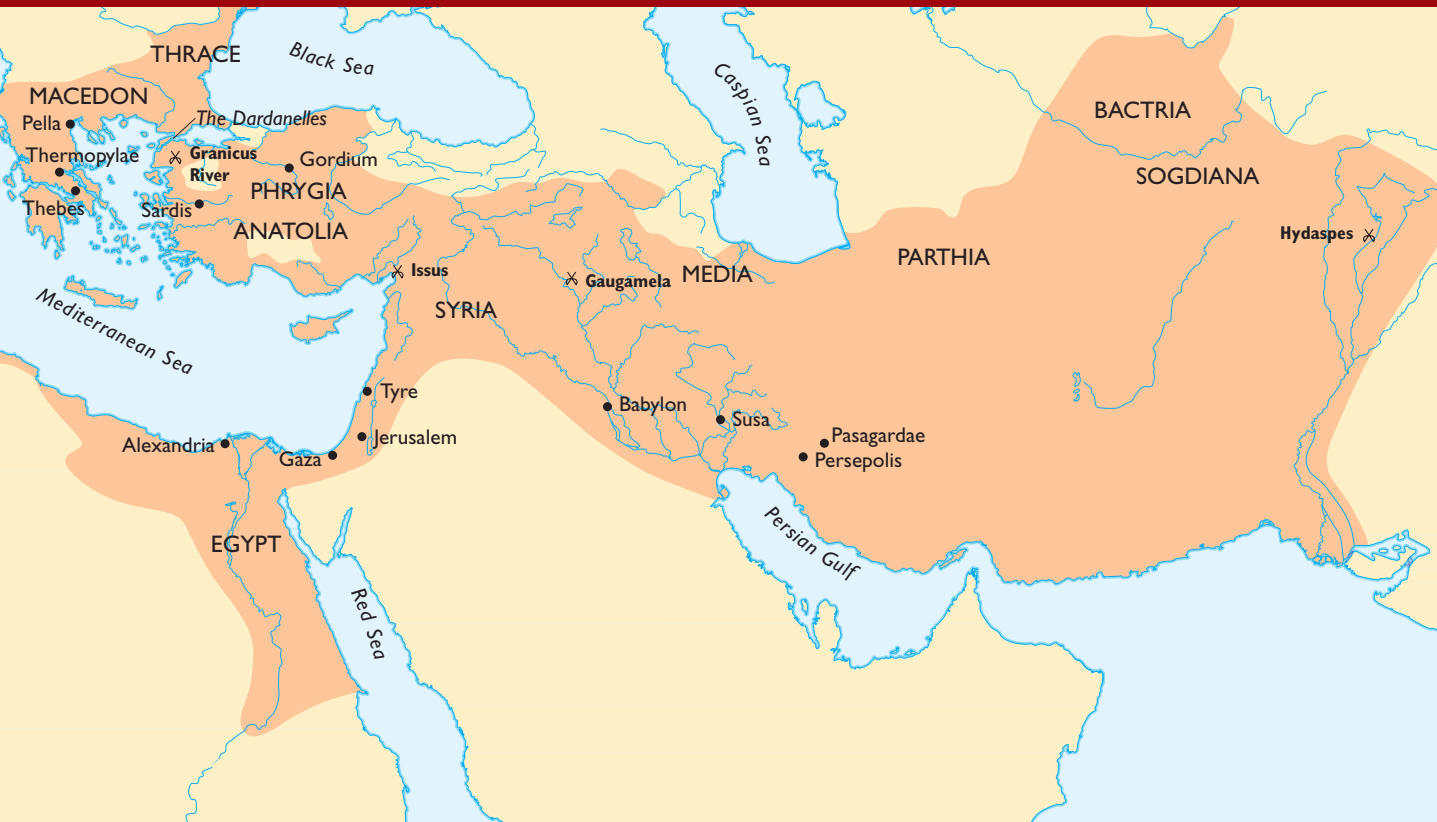 THRACE
Black Sea
Caspian Sea
MACEDON
Pella
The Dardanelles
BACTRIA
Thermopylae
Granicus
River
Gordium
PHRYGIA
SOGDIANA
Thebes
Sardis
ANATOLIA
Hydaspes
PARTHIA
Issus
Gaugamela
MEDIA
Mediterranean Sea
SYRIA
Tyre
Babylon
Susa
Alexandria
Jerusalem
Gaza
Pasagardae
Persepolis
EGYPT
Persian Gulf
Red Sea